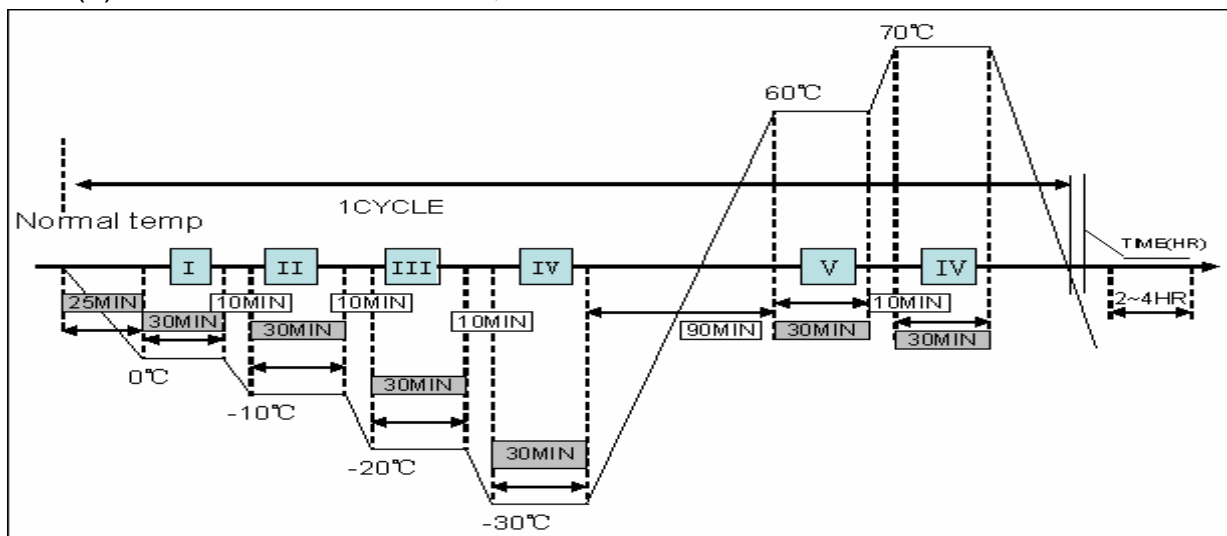 70℃
60℃
1CYCLE
Normal temp
TIME(HR)
I
II
III
IV
V
IV
25MIN
10MIN
10MIN
10MIN
2~4HR
30MIN
30MIN
10MIN
90MIN
30MIN
30MIN
0℃
30MIN
-10℃
30MIN
-20℃
-30℃